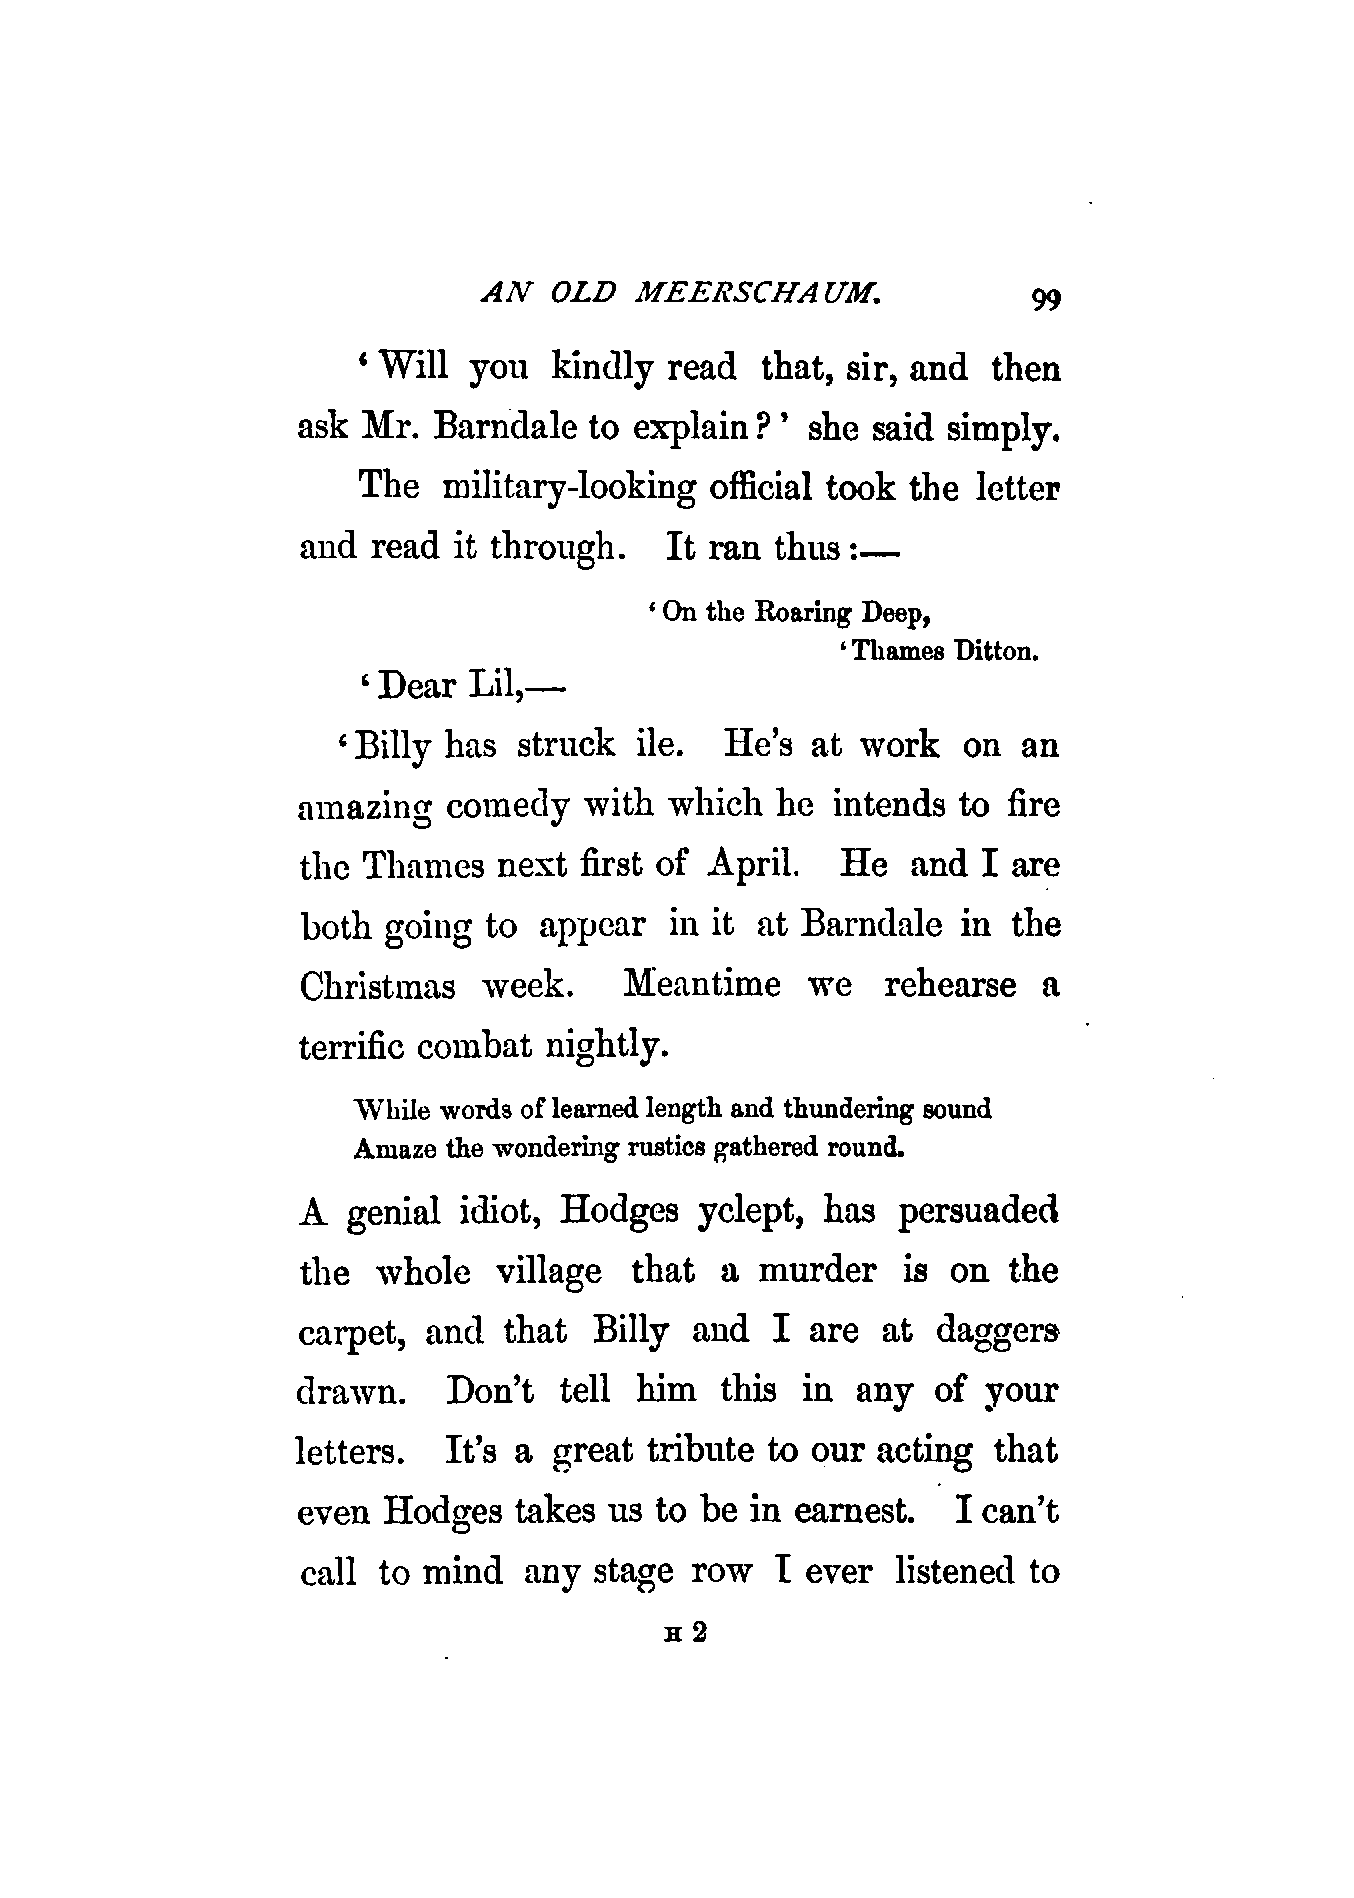 AN OLD MEERSCHAUM. 99
‘Will you kindly read that, sir, and then
ask Mr. Barndale to explain?’ she said simply.
The military-looking official took the letter
and read it through. It ran thus:—
‘On the Roaring Deep,
‘Thames Ditton.
‘Dear Lil,—
‘Billy has struck ile. He’s at work on an
amazing comedy with which he intends to fire
the Thames next first of April. He and I are
both going to appear in it at Barndale in the
Christmas week. Meantime we rehearse a
terrific combat nightly.
While words of learned length and thundering sound
Amaze the wondering rustics gathered round.
A genial idiot, Hodges yclept, has persuaded
the whole village that a murder is on the
carpet, and that Billy and I are at daggers
drawn. Don’t tell him this in any of your
letters. It’s a great tribute to our acting that
even Hodges takes us to be in earnest. I can’t
call to mind any stage row I ever listened to
H 2